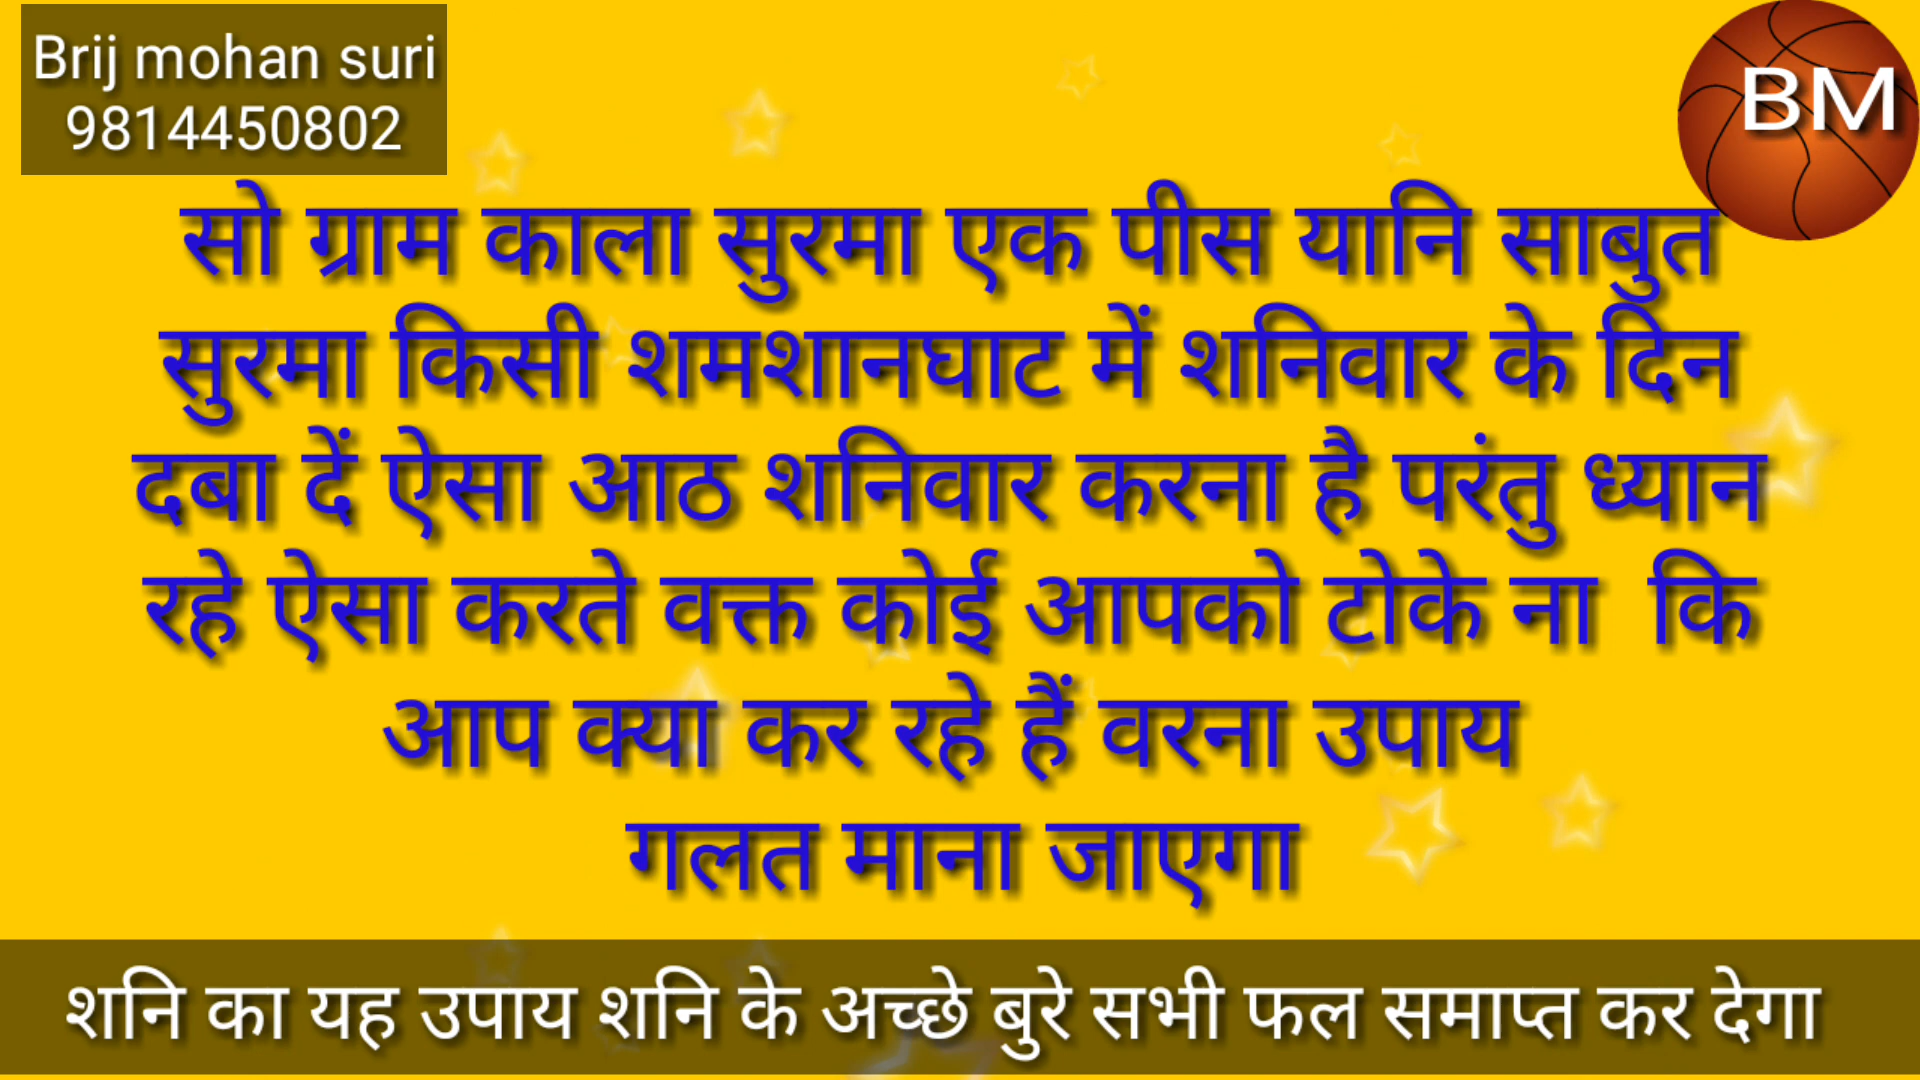 Brij mohan suri
9814450802
BM
सो ग्राम काला सुरमा एक पीस यानि साबुत
सुरमा किसी शमशानघाट में शनिवार के दिन
दबा दें ऐसा आठ शनिवार करना है परंतु ध्यान
रहे ऐसा करते वक्त कोई आपको टोके ना कि
आप क्या कर रहे हैं वरना उपाय
गलत माना जाएगा
शनि का यह उपाय शनि के अच्छे बुरे सभी फल समाप्त कर देगा